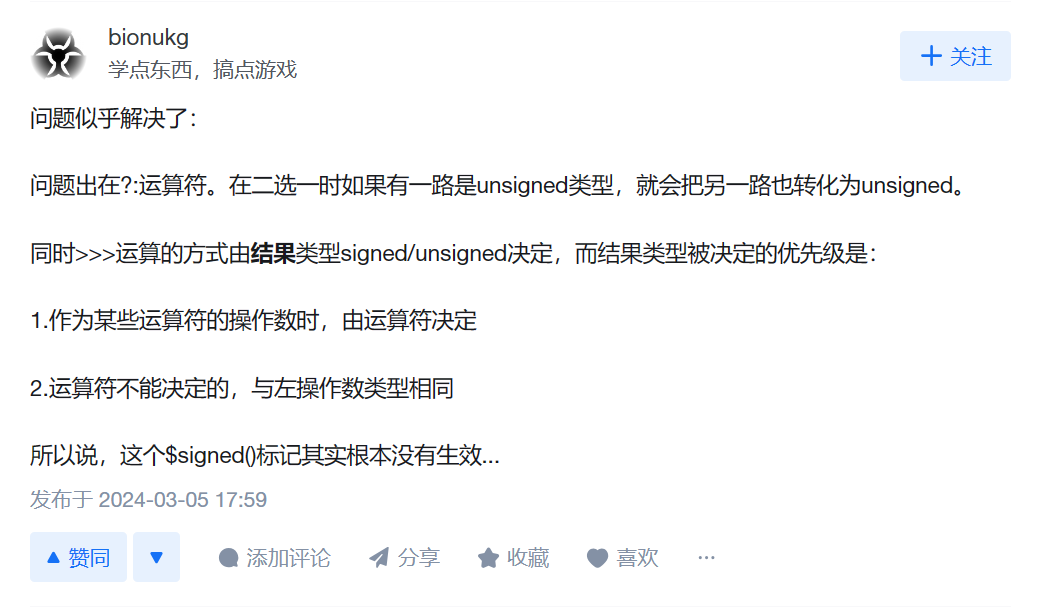 bionukg
学点东西，搞点游戏
+ 关注
问题似乎解决了：
问题出在?:运算符。在二选一时如果有一路是unsigned类型，就会把另一路也转化为unsigned。
同时>>>运算的方式由结果类型signed/unsigned决定，而结果类型被决定的优先级是：
1.作为某些运算符的操作数时，由运算符决定
2.运算符不能决定的，与左操作数类型相同
所以说，这个$signed()标记其实根本没有生效...
发布于 2024-03-05 17:59
赞同 添加评论 分享 收藏 喜欢 ...